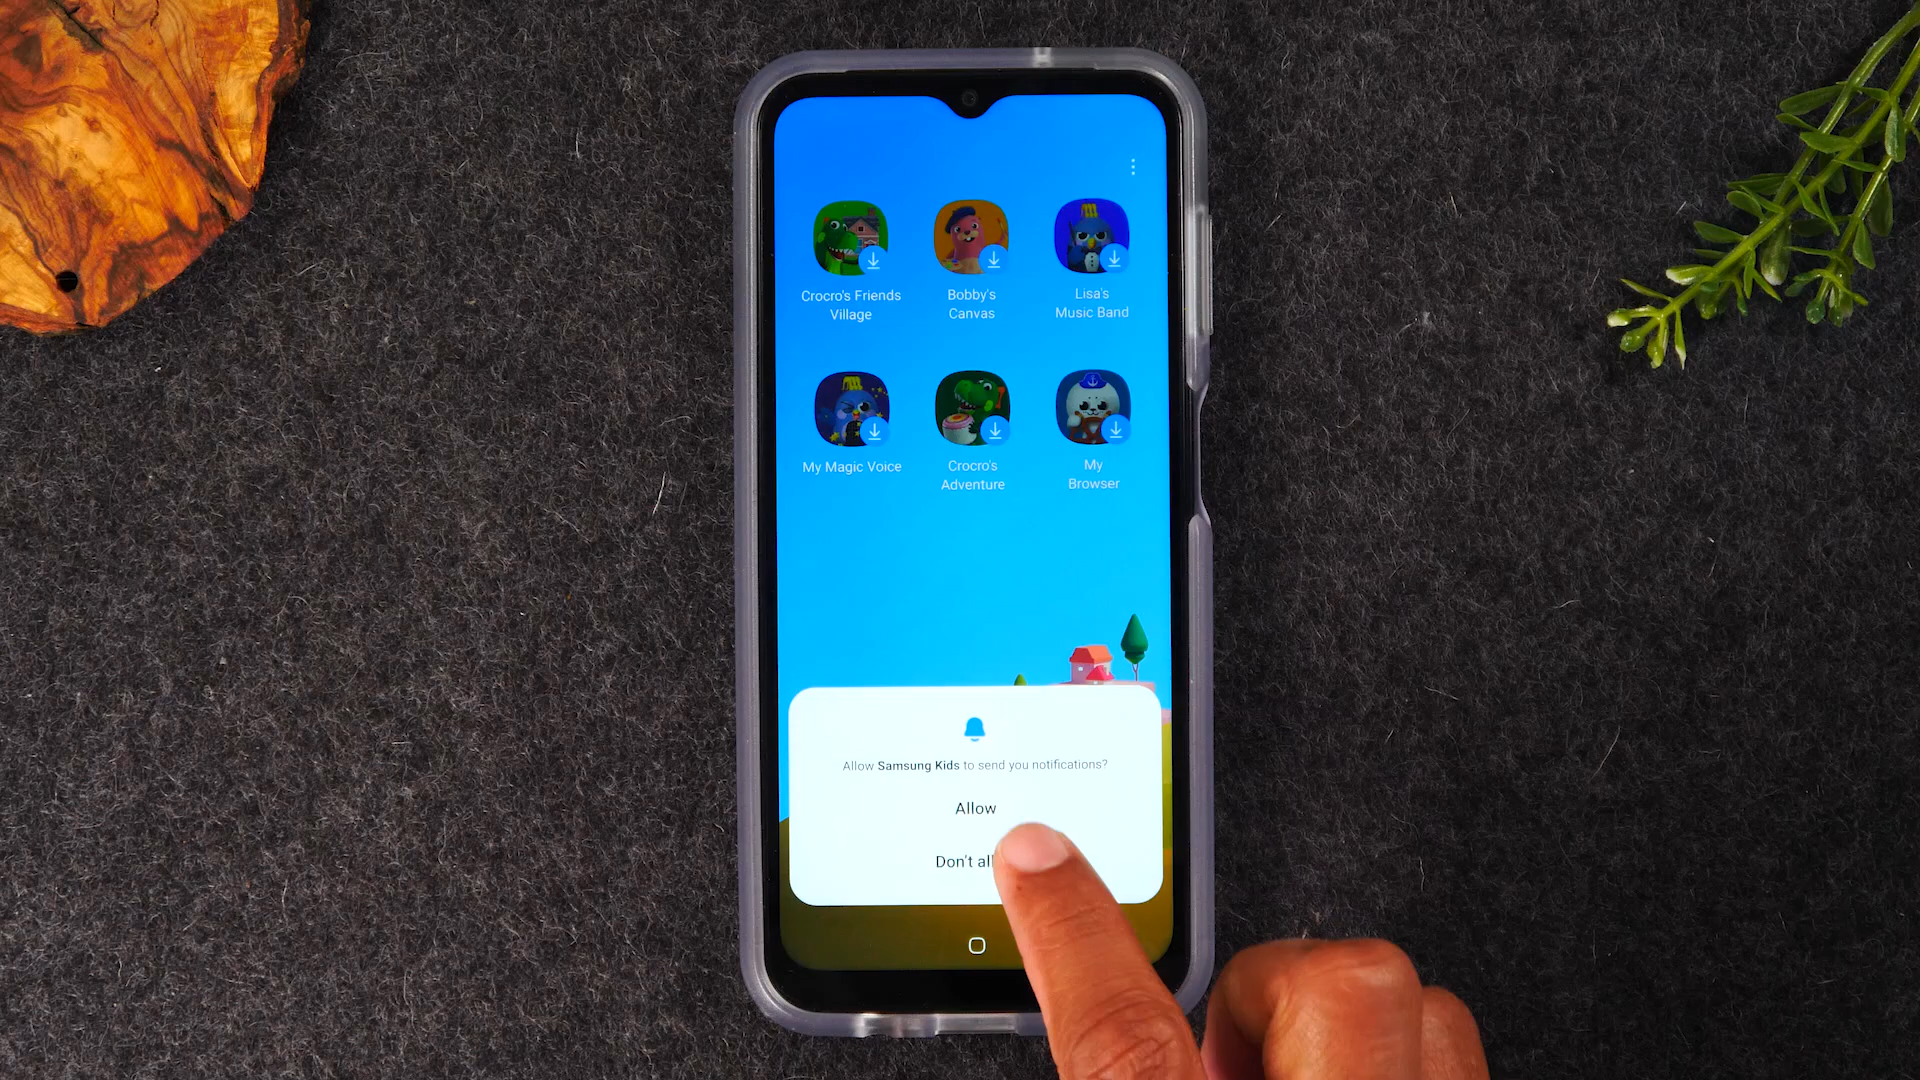 Crocro's Friends
Village
Bobby's
Canvas
Lisa's
Music Band
My Magic Voice
Crocro's
Adventure
My
Browser
Allow Samsung Kids to send you notifications?
Allow
Don't all